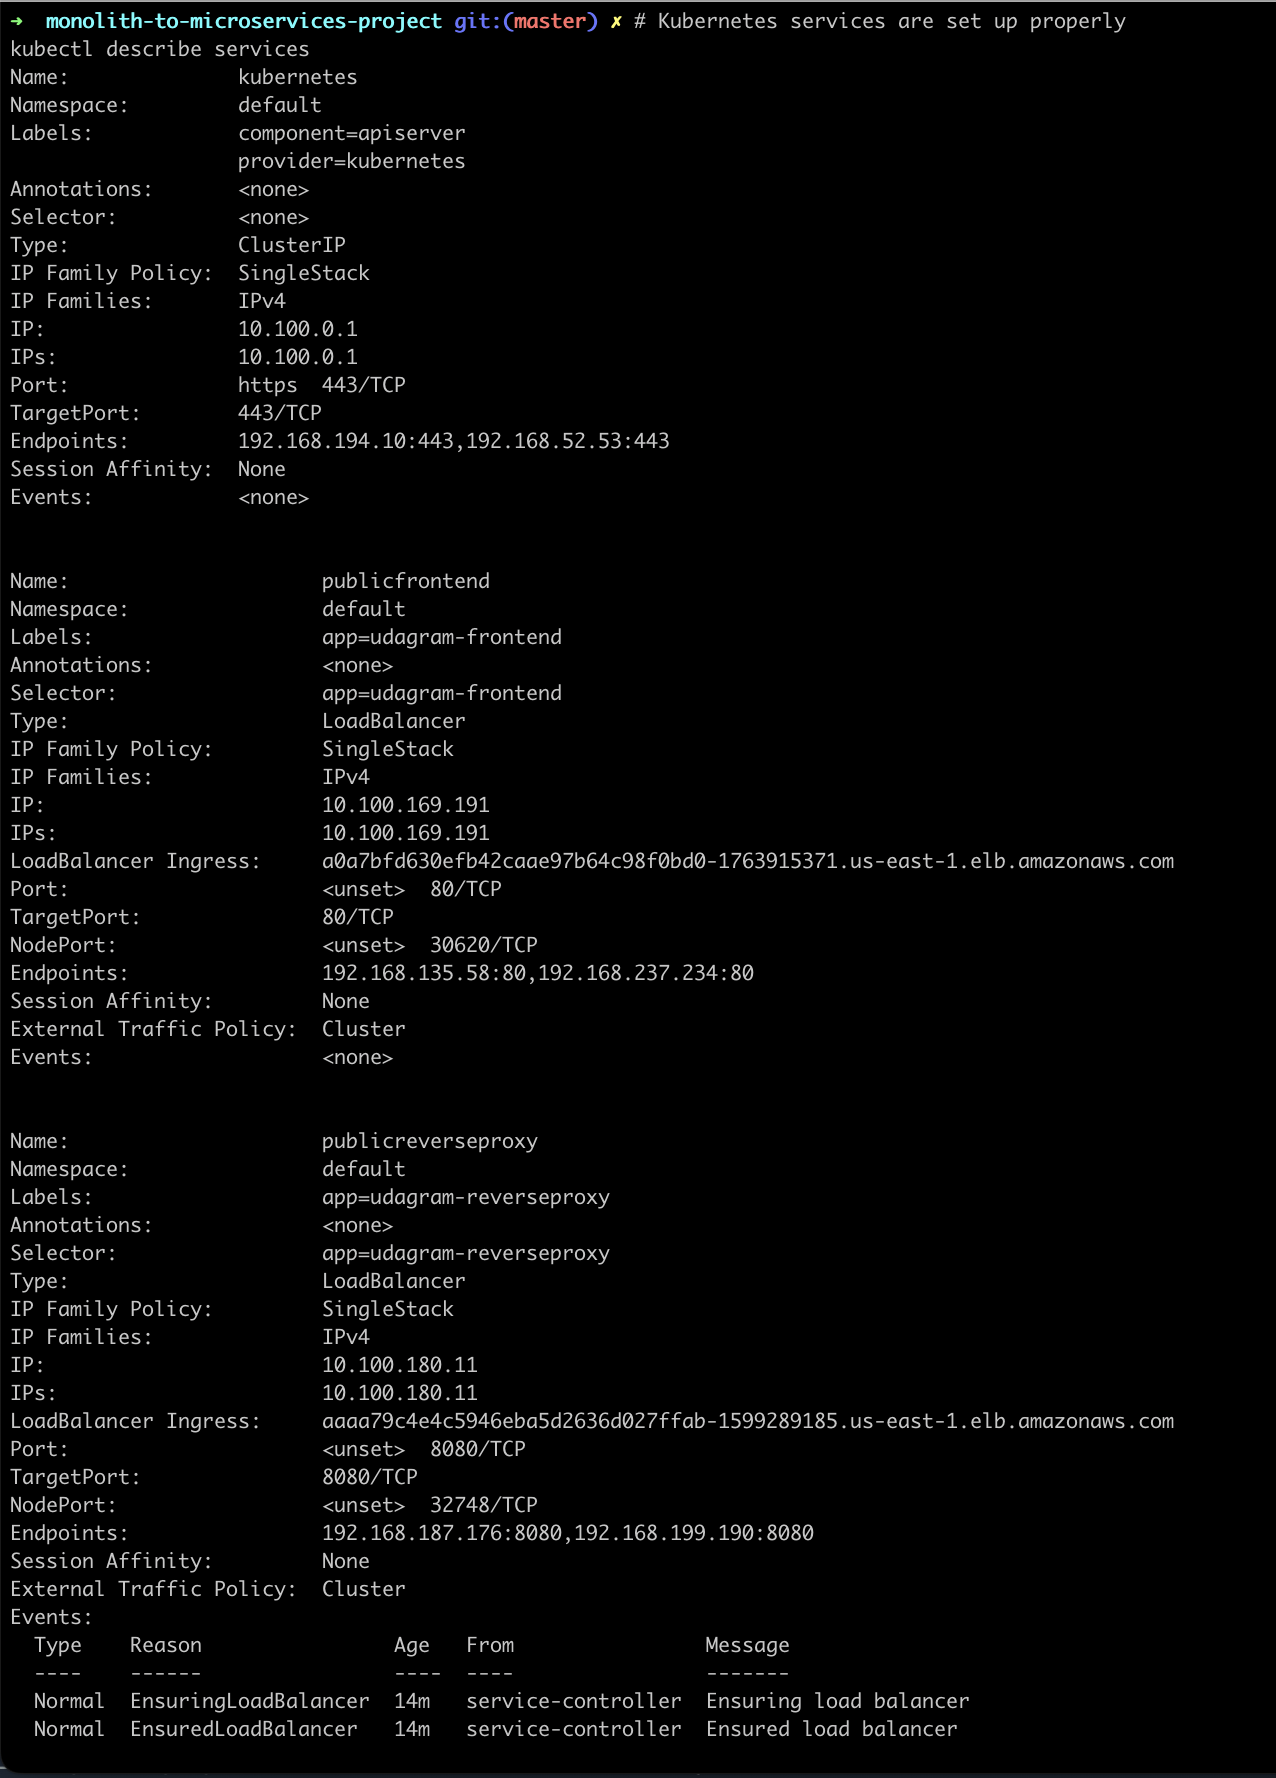 ➜  monolith-to-microservices-project git:(master) ✗ # Kubernetes services are set up properly
kubectl describe services
Name:              kubernetes
Namespace:         default
Labels:            component=apiserver
                   provider=kubernetes
Annotations:       <none>
Selector:          <none>
Type:              ClusterIP
IP Family Policy:  SingleStack
IP Families:       IPv4
IP:                10.100.0.1
IPs:               10.100.0.1
Port:              https  443/TCP
TargetPort:        443/TCP
Endpoints:         192.168.194.10:443,192.168.52.53:443
Session Affinity:  None
Events:            <none>
Name:                     publicfrontend
Namespace:                default
Labels:                   app=udagram-frontend
Annotations:              <none>
Selector:                 app=udagram-frontend
Type:                     LoadBalancer
IP Family Policy:         SingleStack
IP Families:              IPv4
IP:                       10.100.169.191
IPs:                      10.100.169.191
LoadBalancer Ingress:     a0a7bfd630efb42caae97b64c98f0bd0-1763915371.us-east-1.elb.amazonaws.com
Port:                     <unset>  80/TCP
TargetPort:               80/TCP
NodePort:                 <unset>  30620/TCP
Endpoints:                192.168.135.58:80,192.168.237.234:80
Session Affinity:         None
External Traffic Policy:  Cluster
Events:                   <none>
Name:                     publicreverseproxy
Namespace:                default
Labels:                   app=udagram-reverseproxy
Annotations:              <none>
Selector:                 app=udagram-reverseproxy
Type:                     LoadBalancer
IP Family Policy:         SingleStack
IP Families:              IPv4
IP:                       10.100.180.11
IPs:                      10.100.180.11
LoadBalancer Ingress:     aaaa79c4e4c5946eba5d2636d027ffab-1599289185.us-east-1.elb.amazonaws.com
Port:                     <unset>  8080/TCP
TargetPort:               8080/TCP
NodePort:                 <unset>  32748/TCP
Endpoints:                192.168.187.176:8080,192.168.199.190:8080
Session Affinity:         None
External Traffic Policy:  Cluster
Events:
  Type    Reason                Age   From                Message
  ----    ------                ----  ----                -------
  Normal  EnsuringLoadBalancer  14m   service-controller  Ensuring load balancer
  Normal  EnsuredLoadBalancer   14m   service-controller  Ensured load balancer